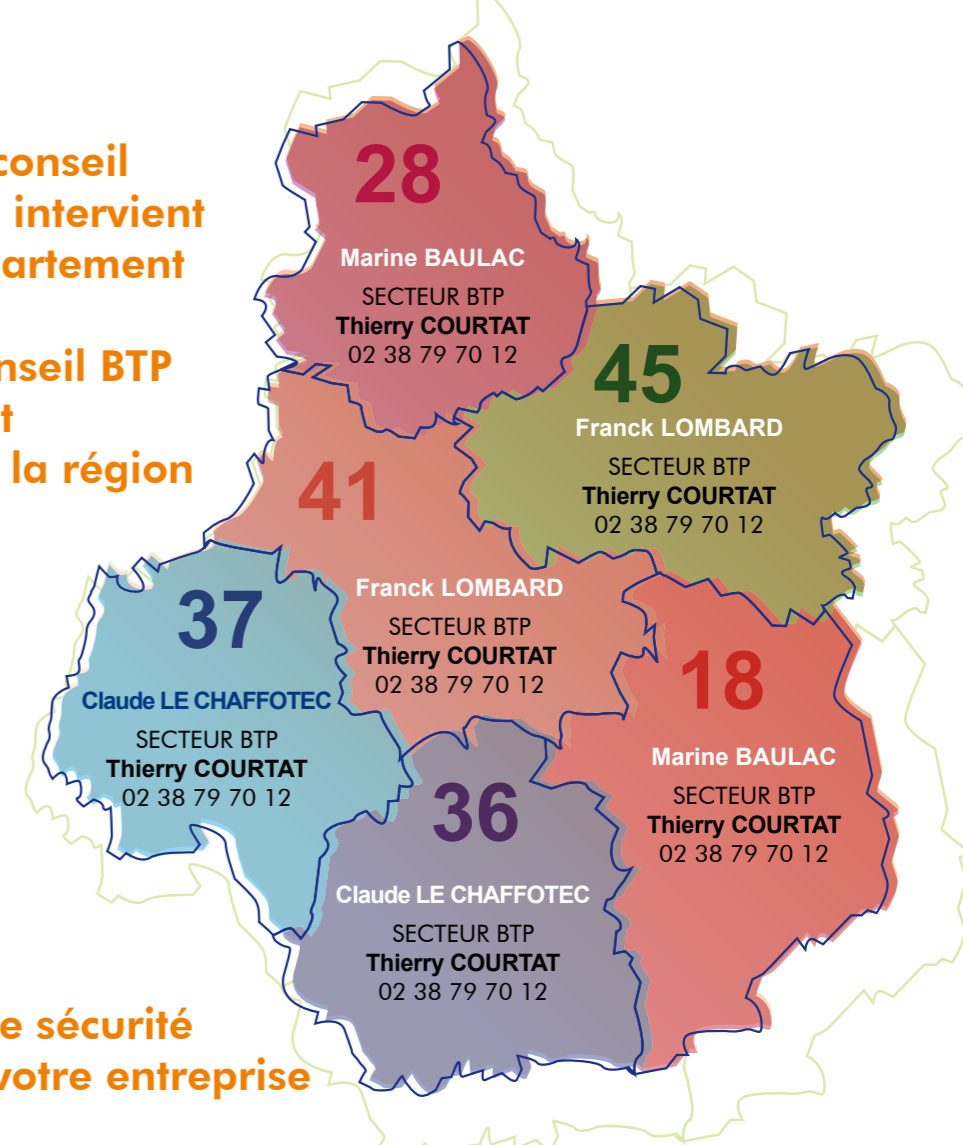 conseil
intervient
artement
nseil BTP
t
la région
28
Marine BAULAC
SECTEUR BTP
Thierry COURTAT
02 38 79 70 12
45
Franck LOMBARD
SECTEUR BTP
Thierry COURTAT
02 38 79 70 12
41
Franck LOMBARD
SECTEUR BTP
Thierry COURTAT
02 38 79 70 12
37
Claude LE CHAFFOTEC
SECTEUR BTP
Thierry COURTAT
02 38 79 70 12
18
Marine BAULAC
SECTEUR BTP
Thierry COURTAT
02 38 79 70 12
36
Claude LE CHAFFOTEC
SECTEUR BTP
Thierry COURTAT
02 38 79 70 12
e sécurité
votre entreprise